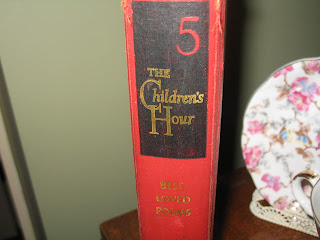 5
THE
Children's
Hour
BEST
LOVED
POEMS